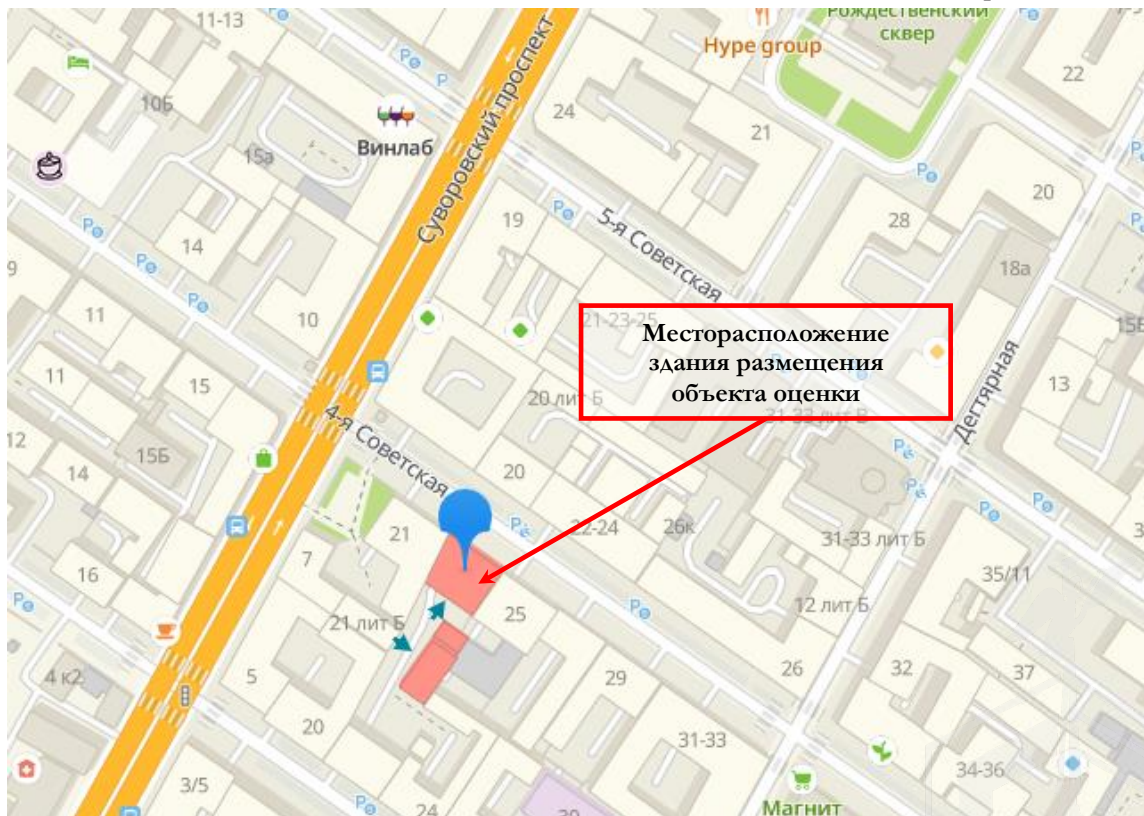 11-13
Рождественский
сквер
Hype group
22
10Б
Винлаб
15а
24
21
Суворовский проспект
20
14
19
5-я Советская
28
18а
9
11
10
21-23-25
15Б
Месторасположение
здания размещения
объекта оценки
11
15
20 лит Б
31-33 лит Б
Дегтярная
13
12
4-я Советская
14
15Б
20
21
22-24
26к
31-33 лит Б
7
16
35/11
25
12 лит Б
21 лит Б
4 к2
5
29
26
32
37
20
31-33
3/5
34-36
24
Магнит